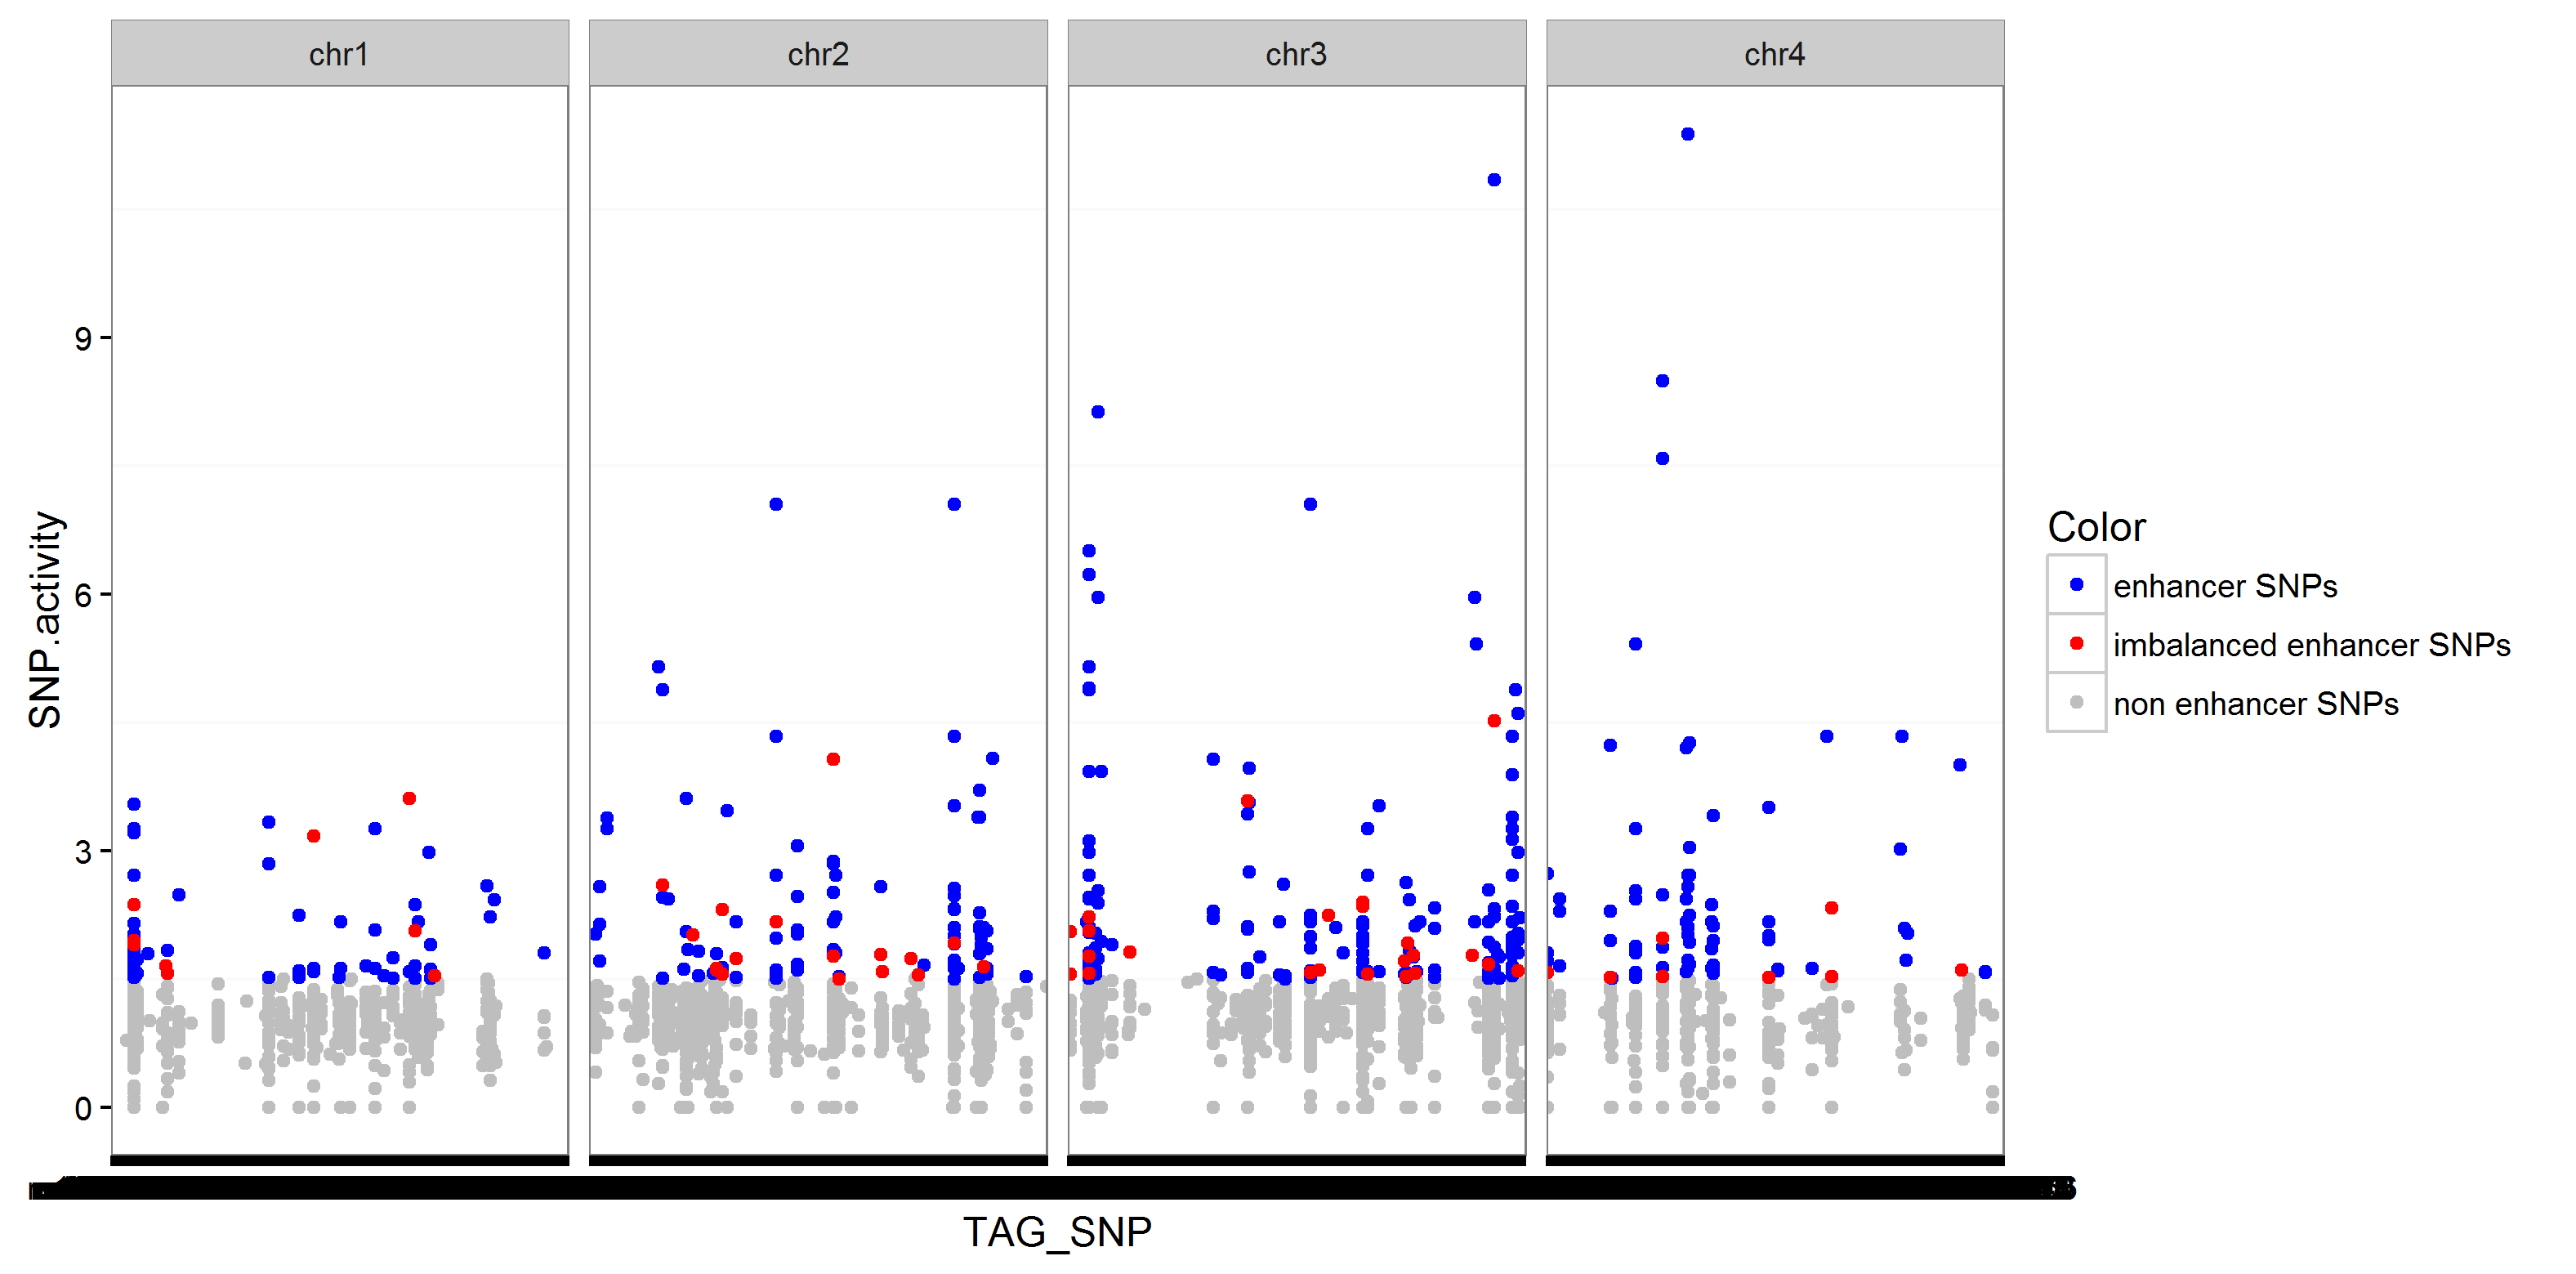 chr1 chr2 chr3 chr4
9
6
3
0
SNP.activity
TAG_SNP
Color
enhancer SNPs
imbalanced enhancer SNPs
non enhancer SNPs